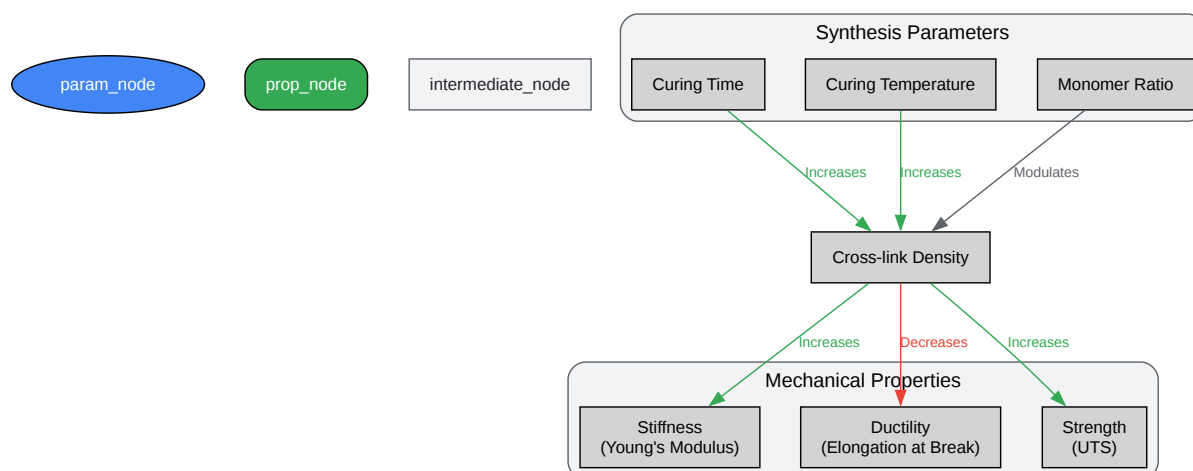 Synthesis Parameters
param_node
prop_node
intermediate_node
Curing Time
Curing Temperature
Monomer Ratio
Increases
Increases
Modulates
Cross-link Density
Increases
Decreases
Increases
Mechanical Properties
Stiffness
(Young's Modulus)
Ductility
(Elongation at Break)
Strength
(UTS)